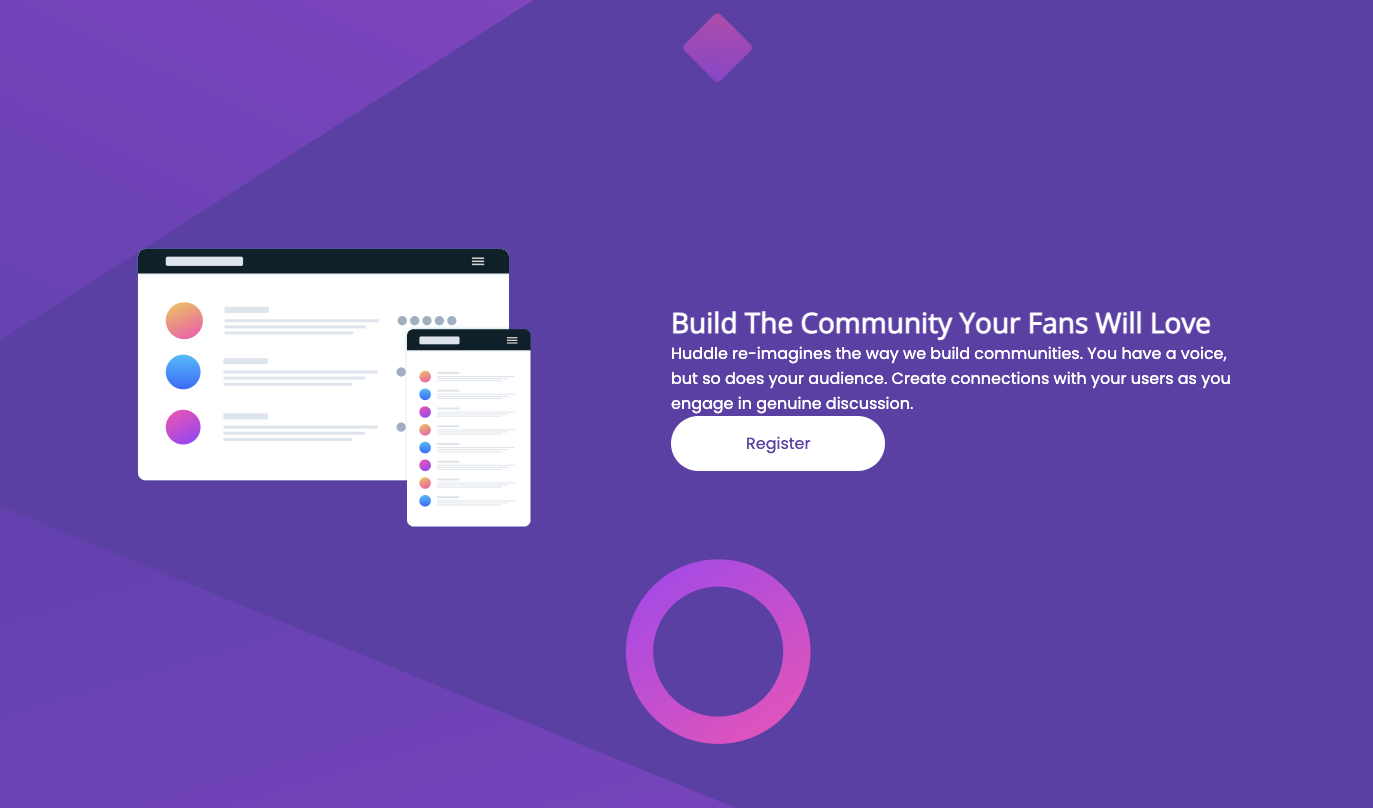 Build The Community Your Fans Will Love
Huddle re-imagines the way we build communities. You have a voice,
but so does your audience. Create connections with your users as you
engage in genuine discussion.
Register